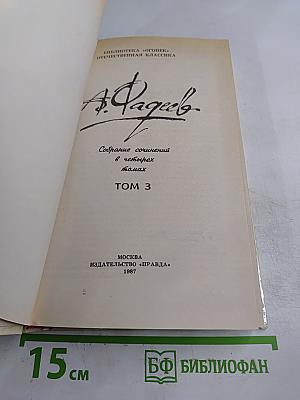 БИБЛИОТЕКА «ОГОНЕК»
ОТЕЧЕСТВЕННАЯ КЛАССИКА
А. Фадеев
Собрание сочинений
в четырех
томах
ТОМ 3
МОСКВА
ИЗДАТЕЛЬСТВО «ПРАВДА»
1987
15 см
БФ БИБЛИОФАН